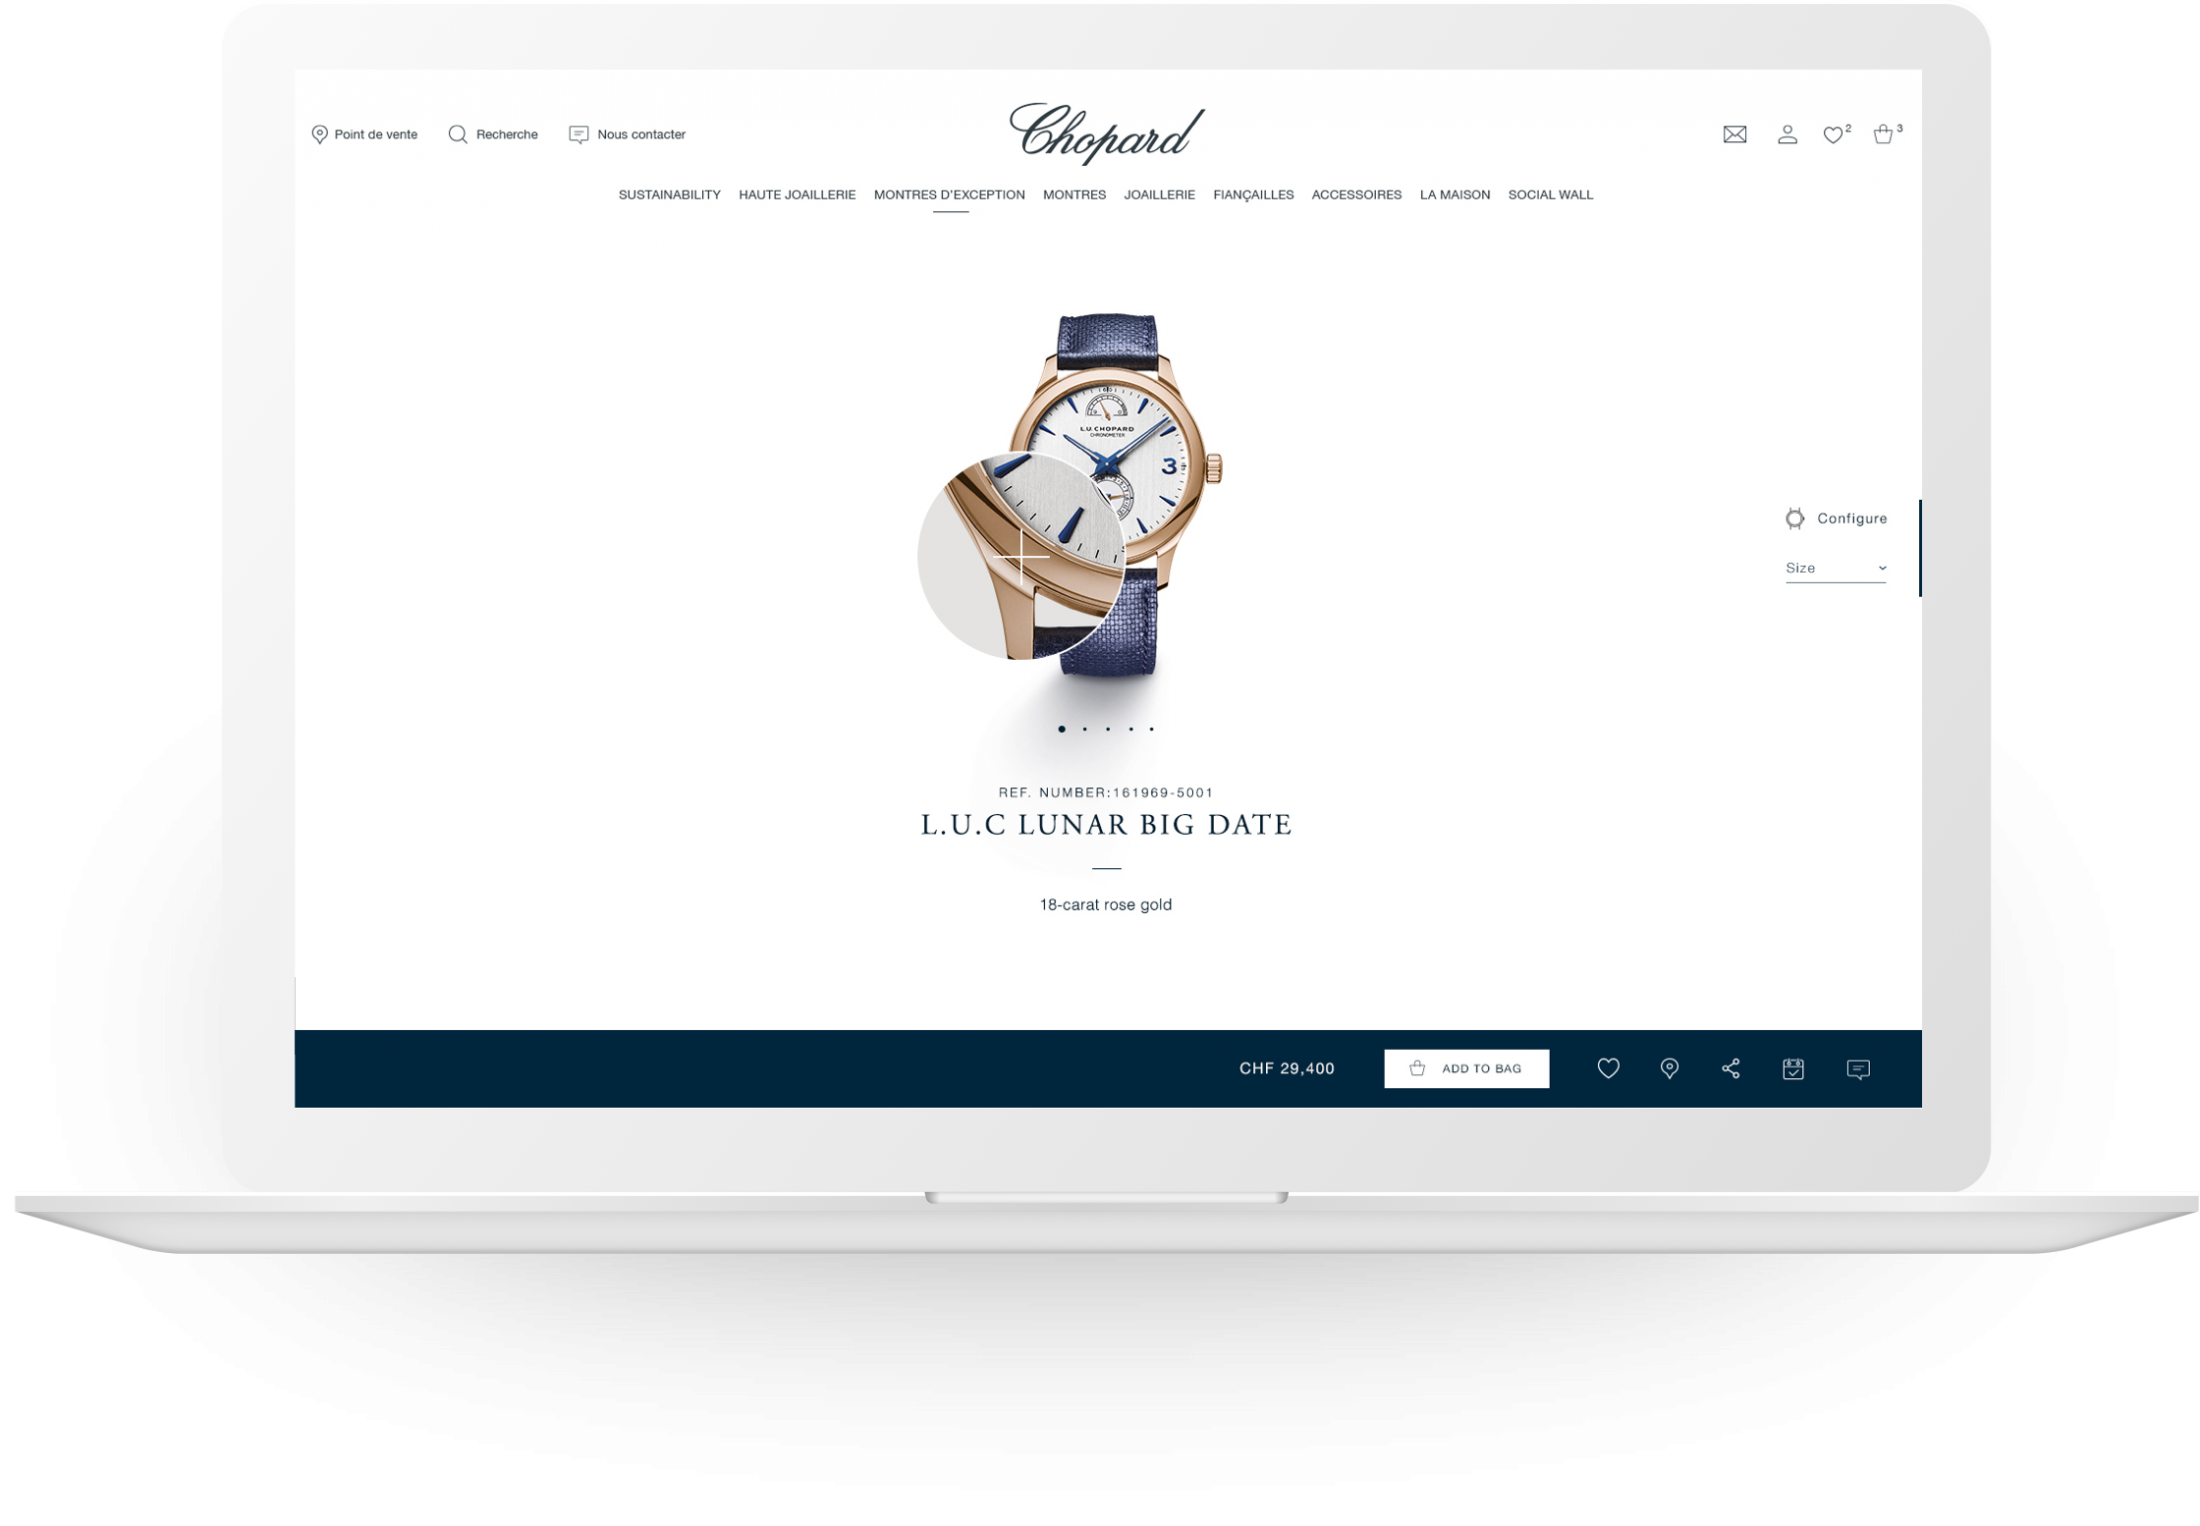 Point de vente Recherche Nous contacter
Chopard
2 3
SUSTAINABILITY HAUTE JOAILLERIE MONTRES D'EXCEPTION MONTRES JOAILLERIE FIANÇAILLES ACCESSOIRES LA MAISON SOCIAL WALL
L.U.CHOPARD
CHRONOMETER
3
Configure
Size
REF. NUMBER:161969-5001
L.U.C LUNAR BIG DATE
18-carat rose gold
CHF 29,400 ADD TO BAG